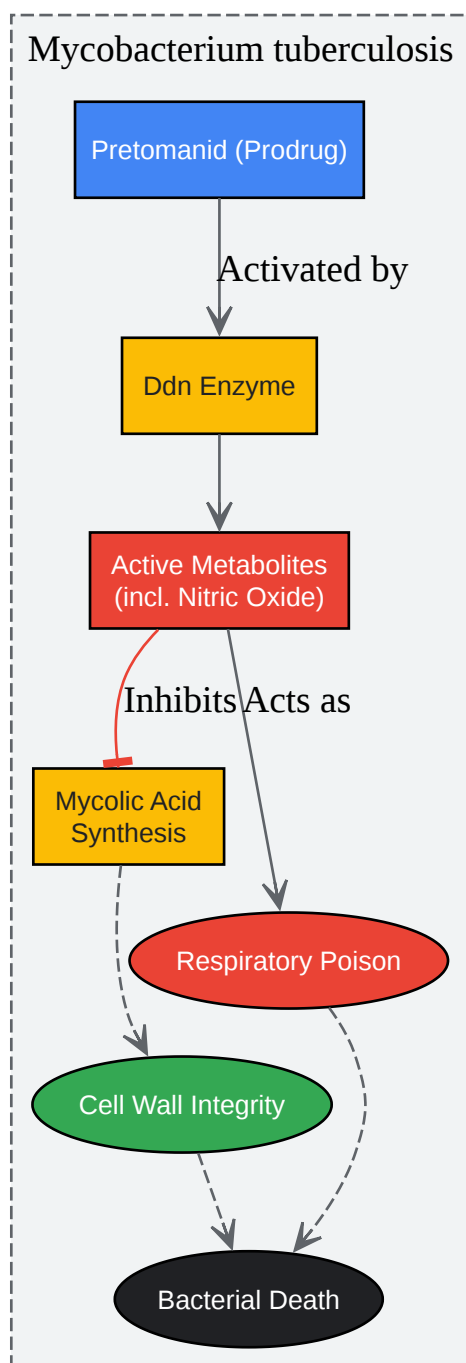 Mycobacterium tuberculosis
Pretomanid (Prodrug)
Activated by
Ddn Enzyme
Active Metabolites
(incl. Nitric Oxide)
Inhibits
Acts as
Mycolic Acid
Synthesis
Respiratory Poison
Cell Wall Integrity
Bacterial Death